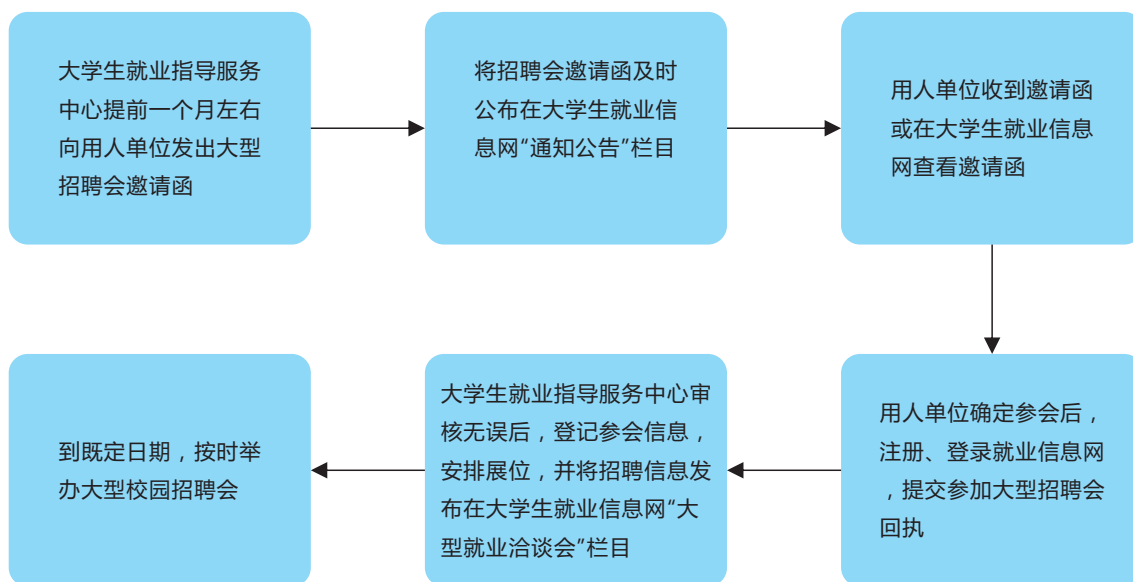 大学生就业指导服务
中心提前一个月左右
向用人单位发出大型
招聘会邀请函
将招聘会邀请函及时
公布在大学生就业信
息网“通知公告”栏目
用人单位收到邀请函
或在大学生就业信息
网查看邀请函
用人单位确定参会后，
注册、登录就业信息网
，提交参加大型招聘会
回执
大学生就业指导服务中心审
核无误后，登记参会信息，
安排展位，并将招聘信息发
布在大学生就业信息网“大
型就业洽谈会”栏目
到既定日期，按时举
办大型校园招聘会